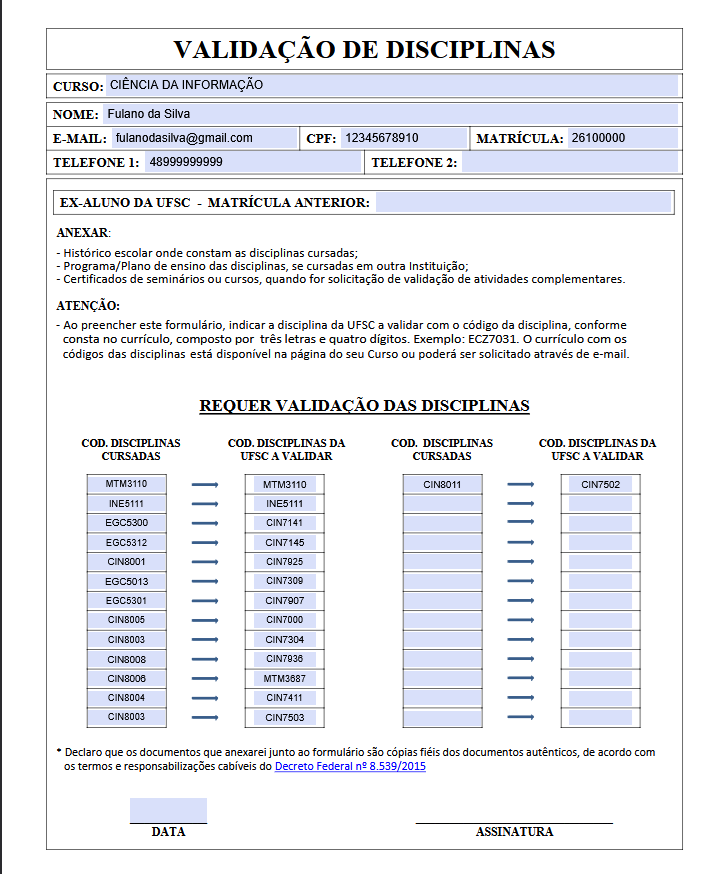 VALIDAÇÃO DE DISCIPLINAS
CURSO: CIÊNCIA DA INFORMAÇÃO
NOME: Fulano da Silva
E-MAIL: fulanodasilva@gmail.com CPF: 12345678910 MATRÍCULA: 26100000
TELEFONE 1: 48999999999 TELEFONE 2:
EX-ALUNO DA UFSC - MATRÍCULA ANTERIOR:
ANEXAR:
- Histórico escolar onde constam as disciplinas cursadas;
- Programa/Plano de ensino das disciplinas, se cursadas em outra Instituição;
- Certificados de seminários ou cursos, quando for solicitação de validação de atividades complementares.
ATENÇÃO:
- Ao preencher este formulário, indicar a disciplina da UFSC a validar com o código da disciplina, conforme
consta no currículo, composto por três letras e quatro dígitos. Exemplo: ECZ7031. O currículo com os
códigos das disciplinas está disponível na página do seu Curso ou poderá ser solicitado através de e-mail.
REQUER VALIDAÇÃO DAS DISCIPLINAS
COD. DISCIPLINAS COD. DISCIPLINAS DA COD. DISCIPLINAS COD. DISCIPLINAS DA
CURSADAS UFSC A VALIDAR CURSADAS UFSC A VALIDAR
MTM3110 MTM3110 CIN8011 CIN7502
INE5111 INE5111
EGC5300 CIN7141
EGC5312 CIN7145
CIN8001 CIN7925
EGC5013 CIN7309
EGC5301 CIN7907
CIN8005 CIN7000
CIN8003 CIN7304
CIN8008 CIN7936
CIN8006 MTM3687
CIN8004 CIN7411
CIN8003 CIN7503
* Declaro que os documentos que anexarei junto ao formulário são cópias fiéis dos documentos autênticos, de acordo com
os termos e responsabilizações cabíveis do Decreto Federal nº 8.539/2015
DATA ASSINATURA